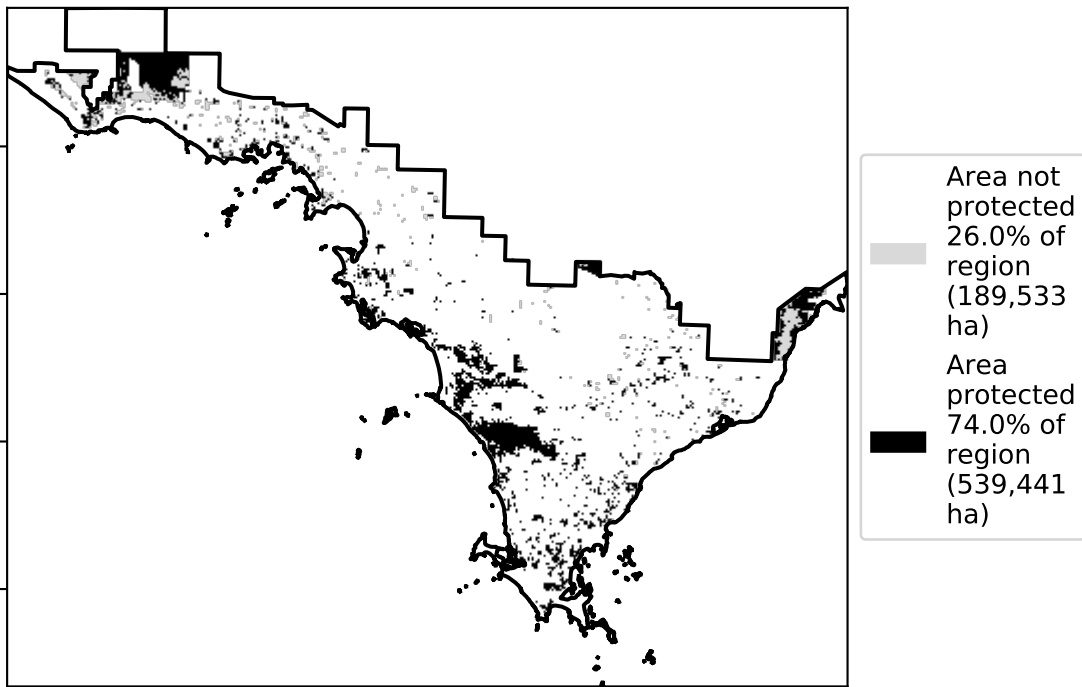 Area not
protected
26.0% of
region
(189,533
ha)
Area
protected
74.0% of
region
(539,441
ha)